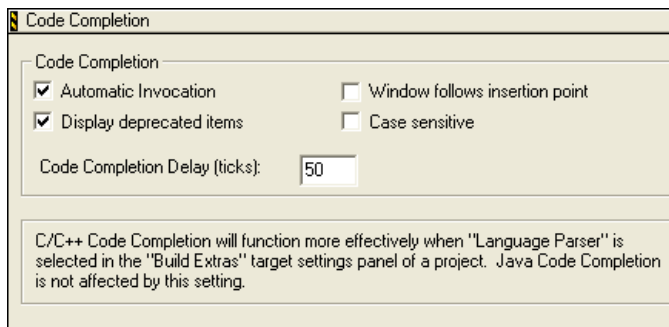 Code Completion
Code Completion
Automatic Invocation
Window follows insertion point
Display deprecated items
Case sensitive
Code Completion Delay (ticks):
50
C/C++ Code Completion will function more effectively when "Language Parser" is
selected in the "Build Extras" target settings panel of a project.  Java Code Completion
is not affected by this setting.